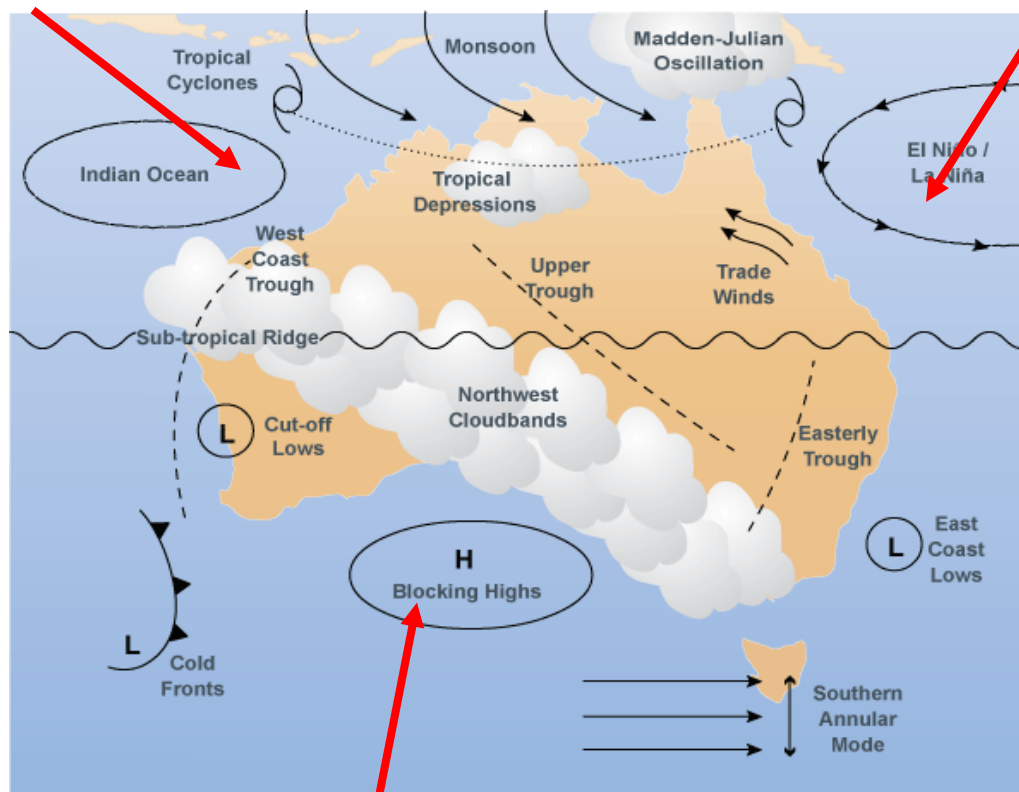 Tropical
Cyclones
Monsoon
Madden-Julian
Oscillation
Indian Ocean
El Niño /
La Niña
Tropical
Depressions
West
Coast
Trough
Upper
Trough
Trade
Winds
Sub-tropical Ridge
Northwest
Cloudbands
L
Cut-off
Lows
Easterly
Trough
H
Blocking Highs
L
East
Coast
Lows
L
Cold
Fronts
Southern
Annular
Mode